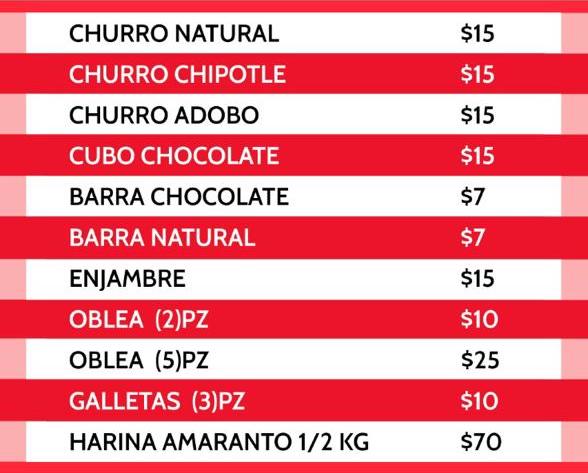 CHURRO NATURAL $15
CHURRO CHIPOTLE $15
CHURRO ADOBO $15
CUBO CHOCOLATE $15
BARRA CHOCOLATE $7
BARRA NATURAL $7
ENJAMBRE $15
OBLEA (2)PZ $10
OBLEA (5)PZ $25
GALLETAS (3)PZ $10
HARINA AMARANTO 1/2 KG $70